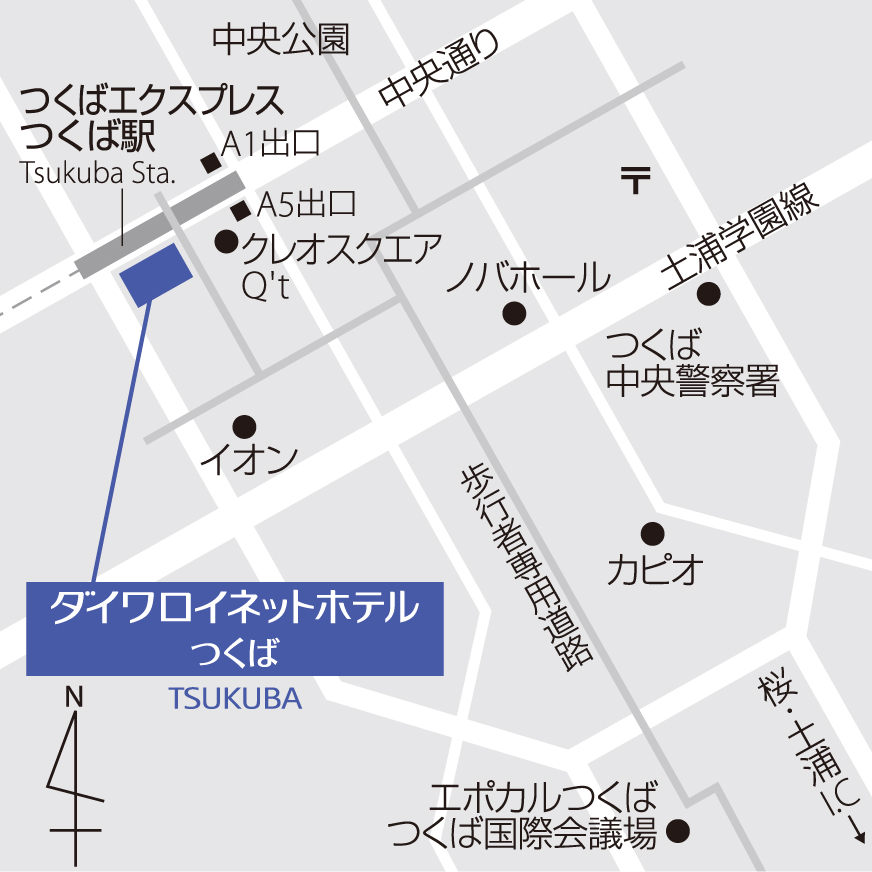 中央公園
中央通り
つくばエクスプレス
つくば駅
Tsukuba Sta.
A1出口
A5出口
クレオスクエア
Q't
〒
土浦学園線
ノバホール
つくば
中央警察署
イオン
歩行者専用道路
カピオ
ダイワロイネットホテル
つくば
TSUKUBA
N
桜・土浦I.C
エポカルつくば
つくば国際会議場